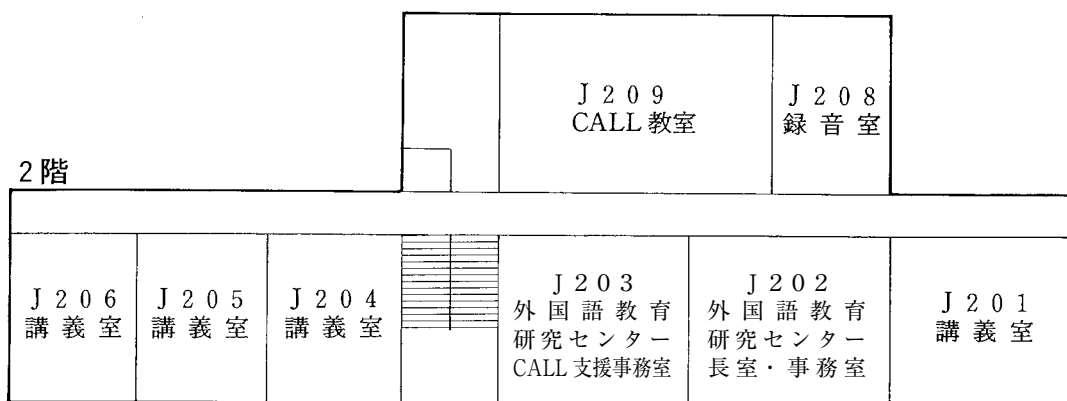 J209
CALL教室
J208
録音室
2階
J206
講義室
J205
講義室
J204
講義室
J203
外国語教育
研究センター
CALL支援事務室
J202
外国語教育
研究センター
長室・事務室
J201
講義室